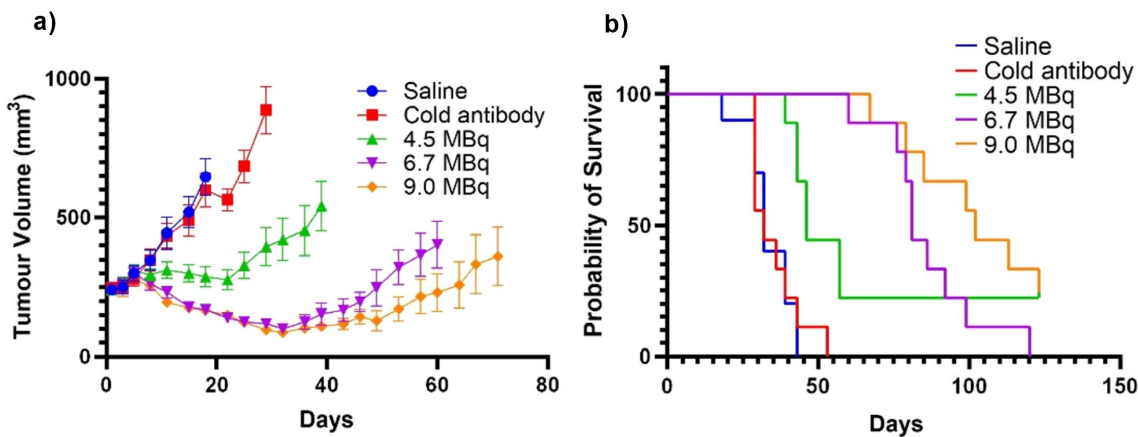 a)
Tumour Volume (mm³)
1000
500
0
0 20 40 60 80
Days
Saline
Cold antibody
4.5 MBq
6.7 MBq
9.0 MBq
b)
Probability of Survival
100
50
0
0 50 100 150
Days
Saline
Cold antibody
4.5 MBq
6.7 MBq
9.0 MBq